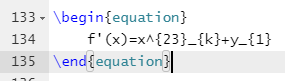 133 \begin{equation}
134 f'(x)=x^{23}_{k}+y_{1}
135 \end{equation}